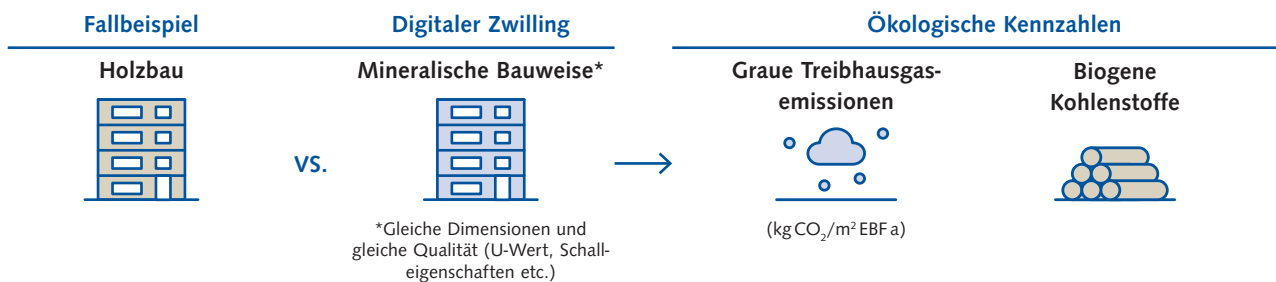 Fallbeispiel
Digitaler Zwilling
Ökologische Kennzahlen
Holzbau
vs.
Mineralische Bauweise*
*Gleiche Dimensionen und
gleiche Qualität (U-Wert, Schall-
eigenschaften etc.)
Graue Treibhausgas-
emissionen
(kg CO₂/m² EBF a)
Biogene
Kohlenstoffe